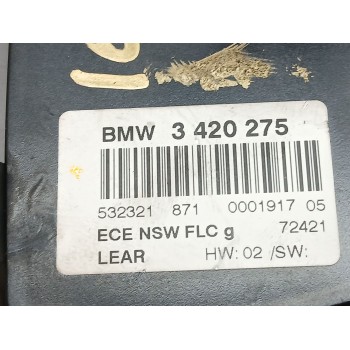 BMW 3 420 275
532321 871 0001917 05
ECE NSW FLC g 72421
LEAR HW: 02 /SW: